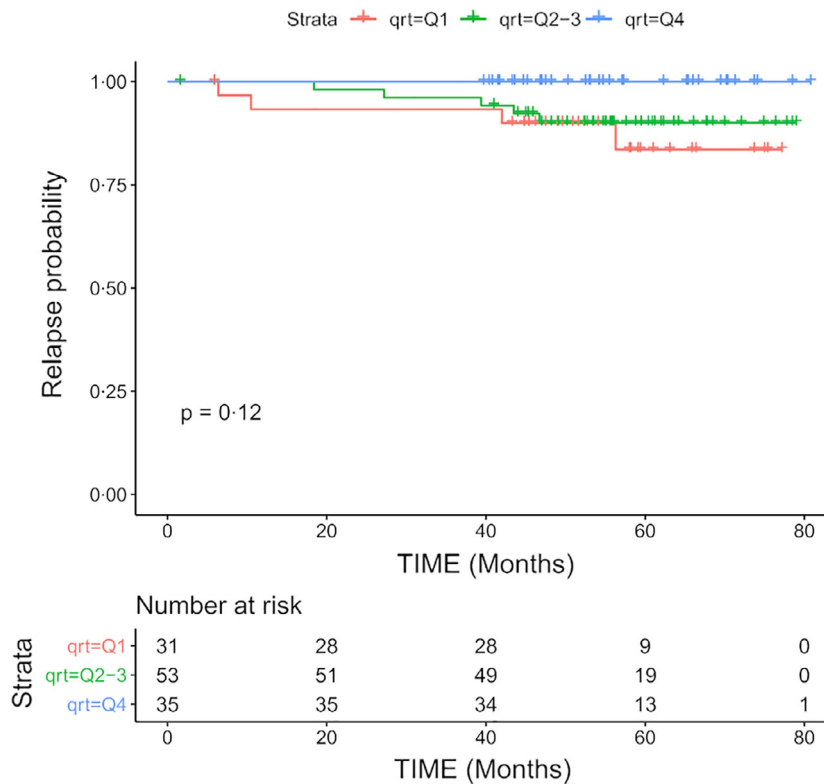 Strata qrt=Q1 qrt=Q2−3 qrt=Q4
1·00
0·75
0·50
0·25
0·00
Relapse probability
p = 0·12
0 20 40 60 80
TIME (Months)
Number at risk
Strata
qrt=Q1 31 28 28 9 0
qrt=Q2−3 53 51 49 19 0
qrt=Q4 35 35 34 13 1
0 20 40 60 80
TIME (Months)